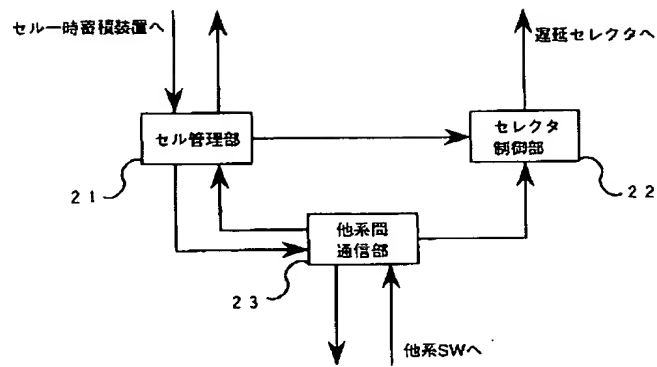 セル一時蓄積装置へ
遅延セレクタへ
セル管理部
セレクタ
制御部
21
22
他系間
通信部
23
他系SWへ